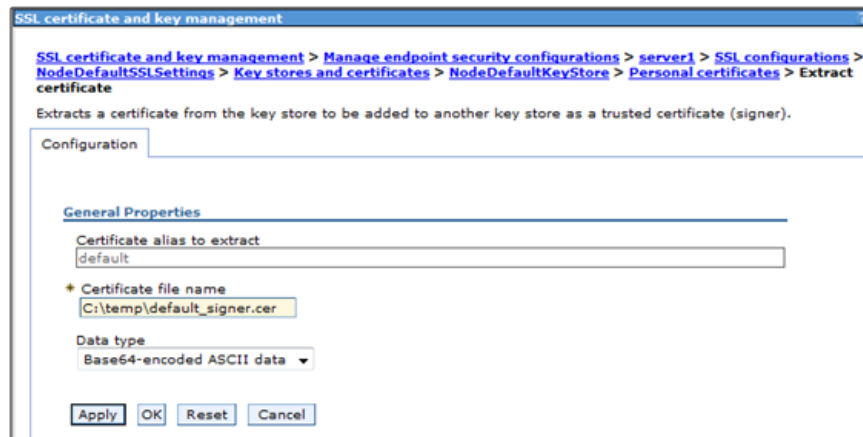 SSL certificate and key management
SSL certificate and key management > Manage endpoint security configurations > server1 > SSL configurations >
NodeDefaultSSLSettings > Key stores and certificates > NodeDefaultKeyStore > Personal certificates > Extract
certificate
Extracts a certificate from the key store to be added to another key store as a trusted certificate (signer).
Configuration
General Properties
Certificate alias to extract
default
* Certificate file name
C:\temp\default_signer.cer
Data type
Base64-encoded ASCII data
Apply OK Reset Cancel